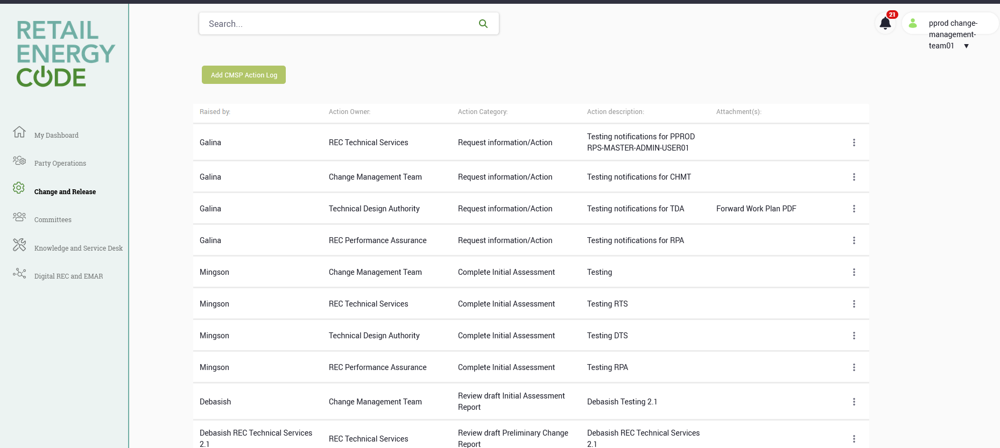 RETAIL
ENERGY
CODE
Search...
21
pprod change-
management-
team01 ▼
Add CMSP Action Log
My Dashboard
Party Operations
Change and Release
Committees
Knowledge and Service Desk
Digital REC and EMAR
Raised by: Action Owner: Action Category: Action description: Attachment(s):
Galina REC Technical Services Request information/Action Testing notifications for PPROD
RPS-MASTER-ADMIN-USER01
Galina Change Management Team Request information/Action Testing notifications for CHMT
Galina Technical Design Authority Request information/Action Testing notifications for TDA Forward Work Plan PDF
Galina REC Performance Assurance Request information/Action Testing notifications for RPA
Mingson Change Management Team Complete Initial Assessment Testing
Mingson REC Technical Services Complete Initial Assessment Testing RTS
Mingson Technical Design Authority Complete Initial Assessment Testing DTS
Mingson REC Performance Assurance Complete Initial Assessment Testing RPA
Debasish Change Management Team Review draft Initial Assessment
Report Debasish Testing 2.1
Debasish REC Technical Services
2.1 REC Technical Services Review draft Preliminary Change
Report Debasish REC Technical Services
2.1